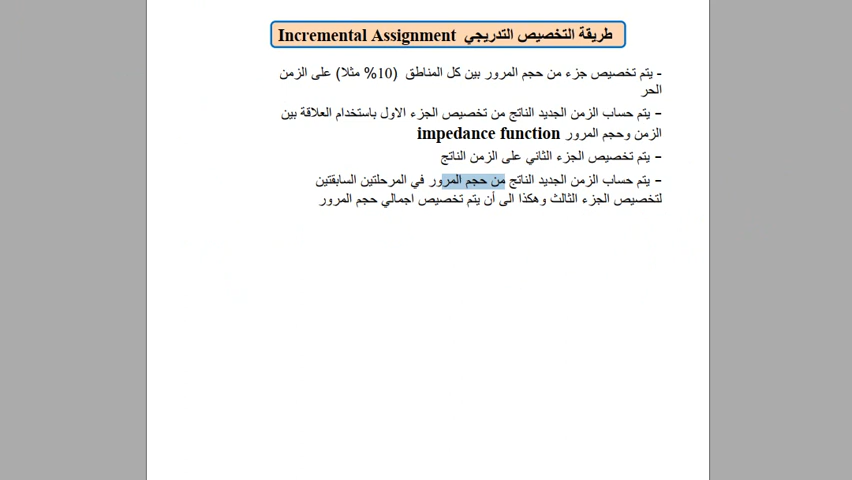 طريقة التخصيص التدريجي Incremental Assignment
- يتم تخصيص جزء من حجم المرور بين كل المناطق (10% مثلا) على الزمن
الحر
- يتم حساب الزمن الجديد الناتج من تخصيص الجزء الاول باستخدام العلاقة بين
الزمن وحجم المرور impedance function
- يتم تخصيص الجزء الثاني على الزمن الناتج
- يتم حساب الزمن الجديد الناتج من حجم المرور في المرحلتين السابقتين
لتخصيص الجزء الثالث وهكذا الى أن يتم تخصيص اجمالي حجم المرور